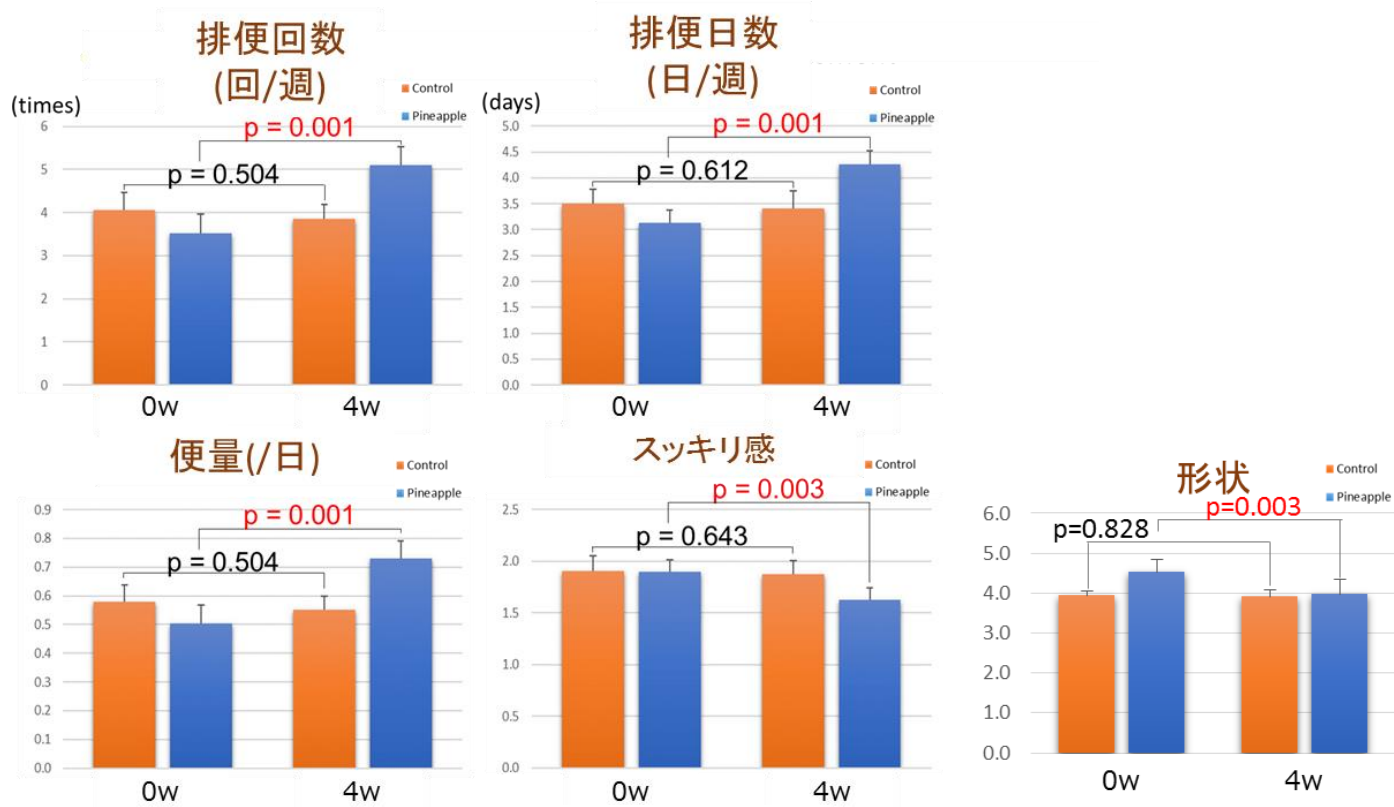 排便回数
(回/週)
(times)
Control
Pineapple
p = 0.001
p = 0.504
6
5
4
3
2
1
0
0w 4w
排便日数
(日/週)
(days)
Control
Pineapple
p = 0.001
p = 0.612
5.0
4.5
4.0
3.5
3.0
2.5
2.0
1.5
1.0
0.5
0.0
0w 4w
便量(/日)
Control
Pineapple
p = 0.001
p = 0.504
0.9
0.8
0.7
0.6
0.5
0.4
0.3
0.2
0.1
0.0
0w 4w
スッキリ感
Control
Pineapple
p = 0.003
p = 0.643
2.5
2.0
1.5
1.0
0.5
0.0
0w 4w
形状
Control
Pineapple
p=0.003
p=0.828
6.0
5.0
4.0
3.0
2.0
1.0
0.0
0w 4w